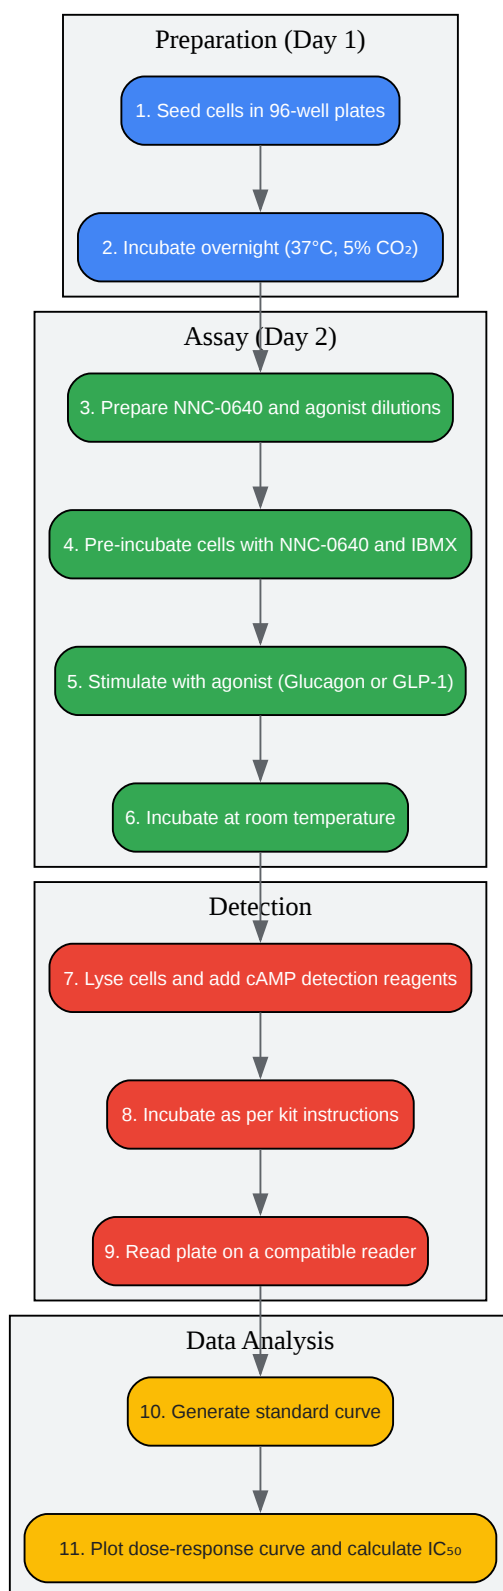 Preparation (Day 1)
1. Seed cells in 96-well plates
2. Incubate overnight (37°C, 5% CO₂)
Assay (Day 2)
3. Prepare NNC-0640 and agonist dilutions
4. Pre-incubate cells with NNC-0640 and IBMX
5. Stimulate with agonist (Glucagon or GLP-1)
6. Incubate at room temperature
Detection
7. Lyse cells and add cAMP detection reagents
8. Incubate as per kit instructions
9. Read plate on a compatible reader
Data Analysis
10. Generate standard curve
11. Plot dose-response curve and calculate IC₅₀